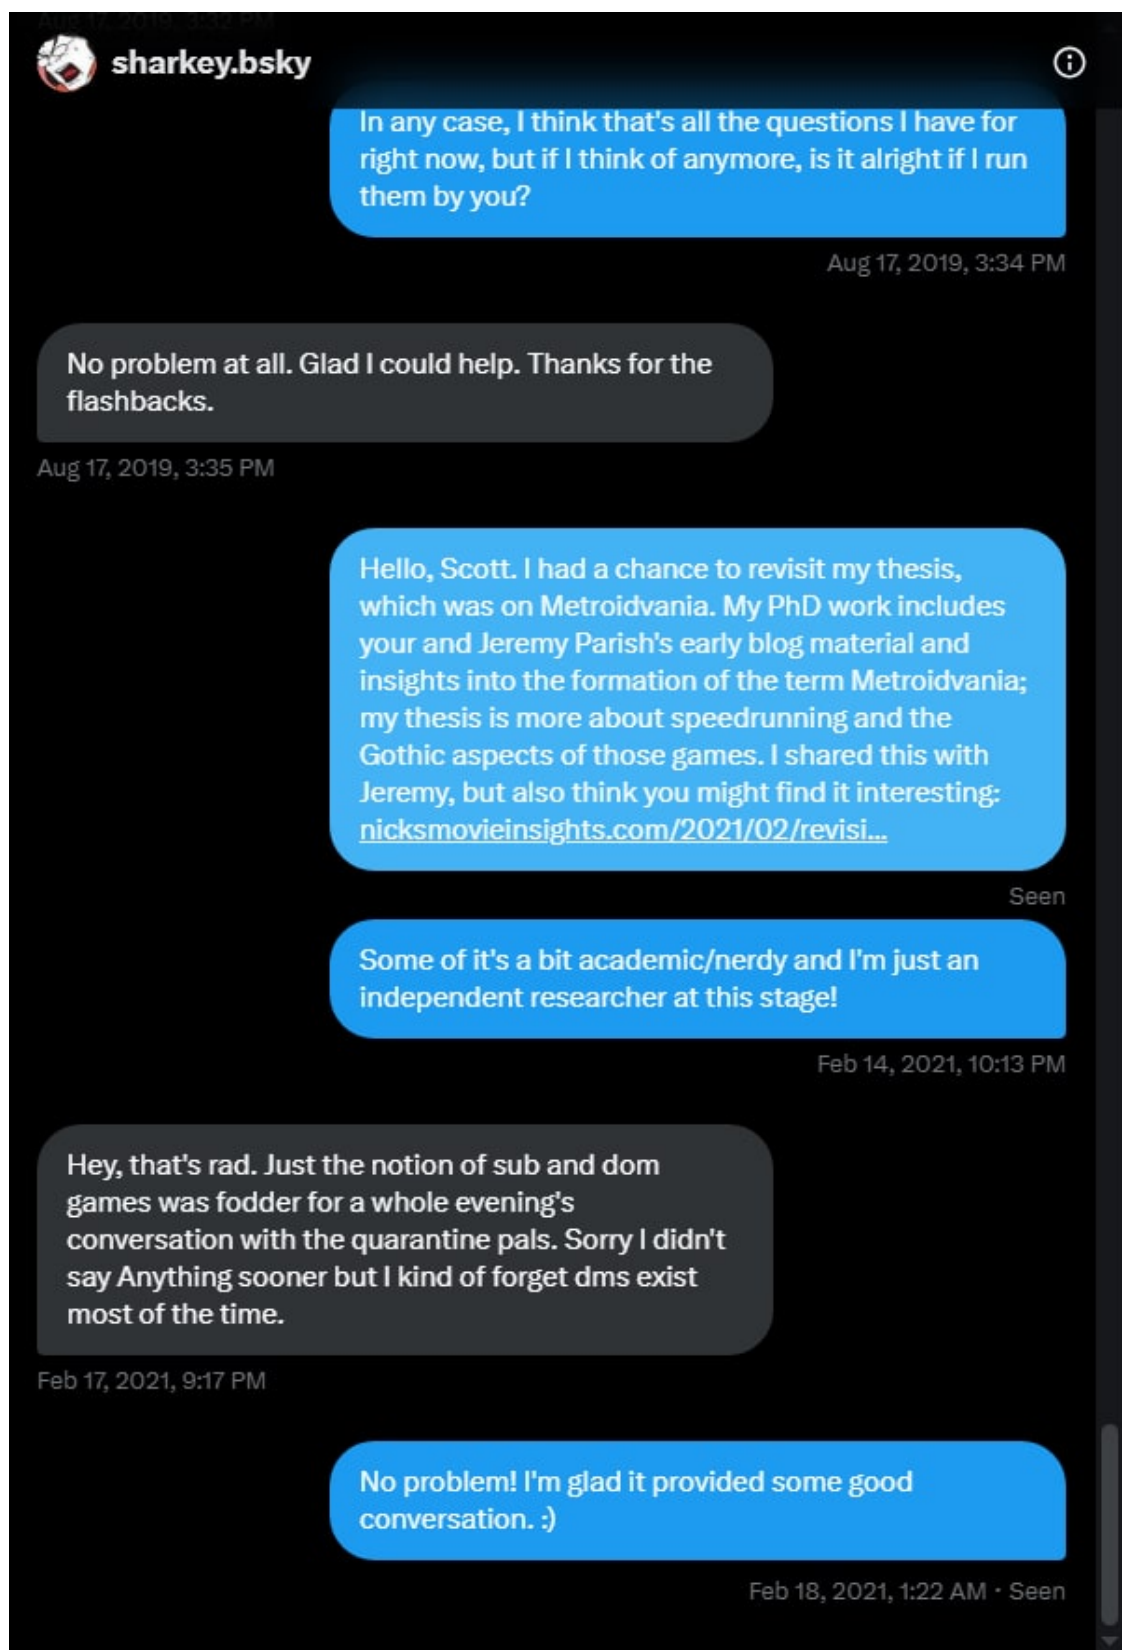 Aug 17, 2019, 3:32 PM
sharkey.bsky
In any case, I think that's all the questions I have for
right now, but if I think of anymore, is it alright if I run
them by you?
Aug 17, 2019, 3:34 PM
No problem at all. Glad I could help. Thanks for the
flashbacks.
Aug 17, 2019, 3:35 PM
Hello, Scott. I had a chance to revisit my thesis,
which was on Metroidvania. My PhD work includes
your and Jeremy Parish's early blog material and
insights into the formation of the term Metroidvania;
my thesis is more about speedrunning and the
Gothic aspects of those games. I shared this with
Jeremy, but also think you might find it interesting:
nicksmovieinsights.com/2021/02/revisi...
Seen
Some of it's a bit academic/nerdy and I'm just an
independent researcher at this stage!
Feb 14, 2021, 10:13 PM
Hey, that's rad. Just the notion of sub and dom
games was fodder for a whole evening's
conversation with the quarantine pals. Sorry I didn't
say Anything sooner but I kind of forget dms exist
most of the time.
Feb 17, 2021, 9:17 PM
No problem! I'm glad it provided some good
conversation. :)
Feb 18, 2021, 1:22 AM · Seen